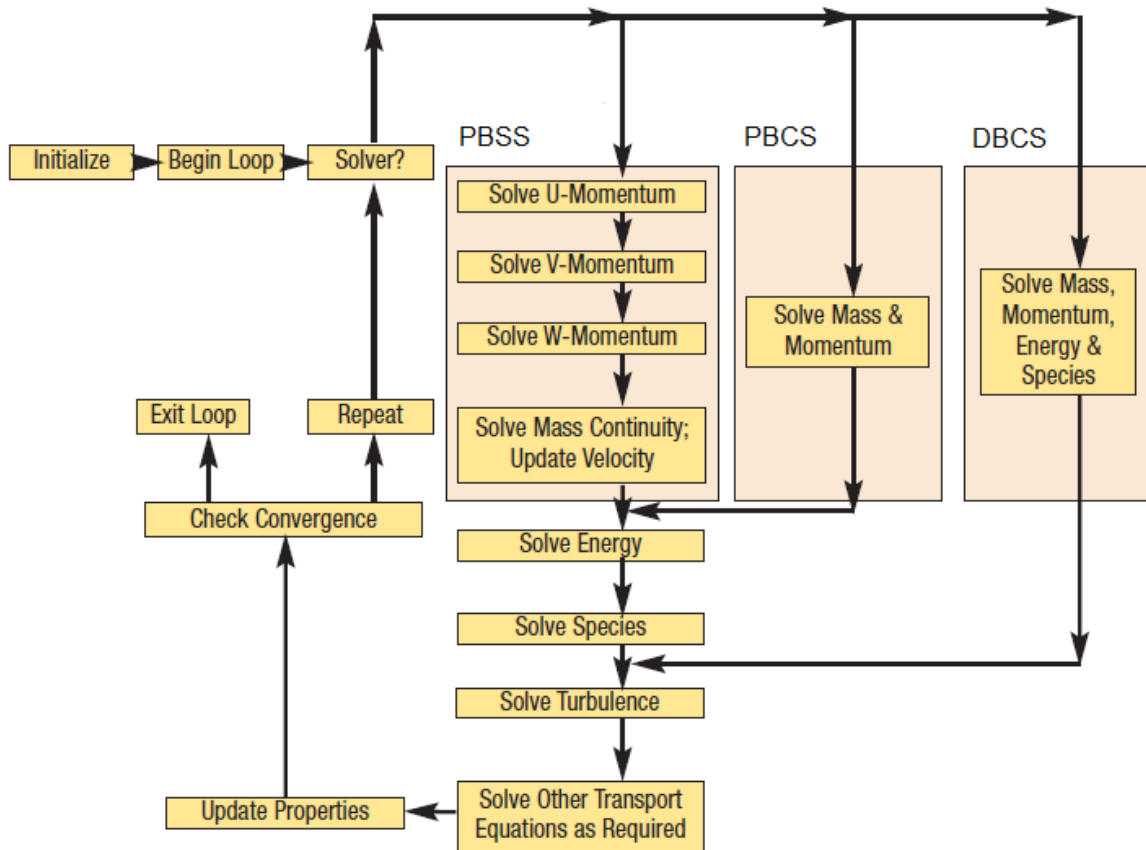 PBSS
PBCS
DBCS
Initialize
Begin Loop
Solver?
Solve U-Momentum
Solve V-Momentum
Solve W-Momentum
Solve Mass Continuity;
Update Velocity
Solve Mass &
Momentum
Solve Mass,
Momentum,
Energy &
Species
Exit Loop
Repeat
Check Convergence
Solve Energy
Solve Species
Solve Turbulence
Solve Other Transport
Equations as Required
Update Properties